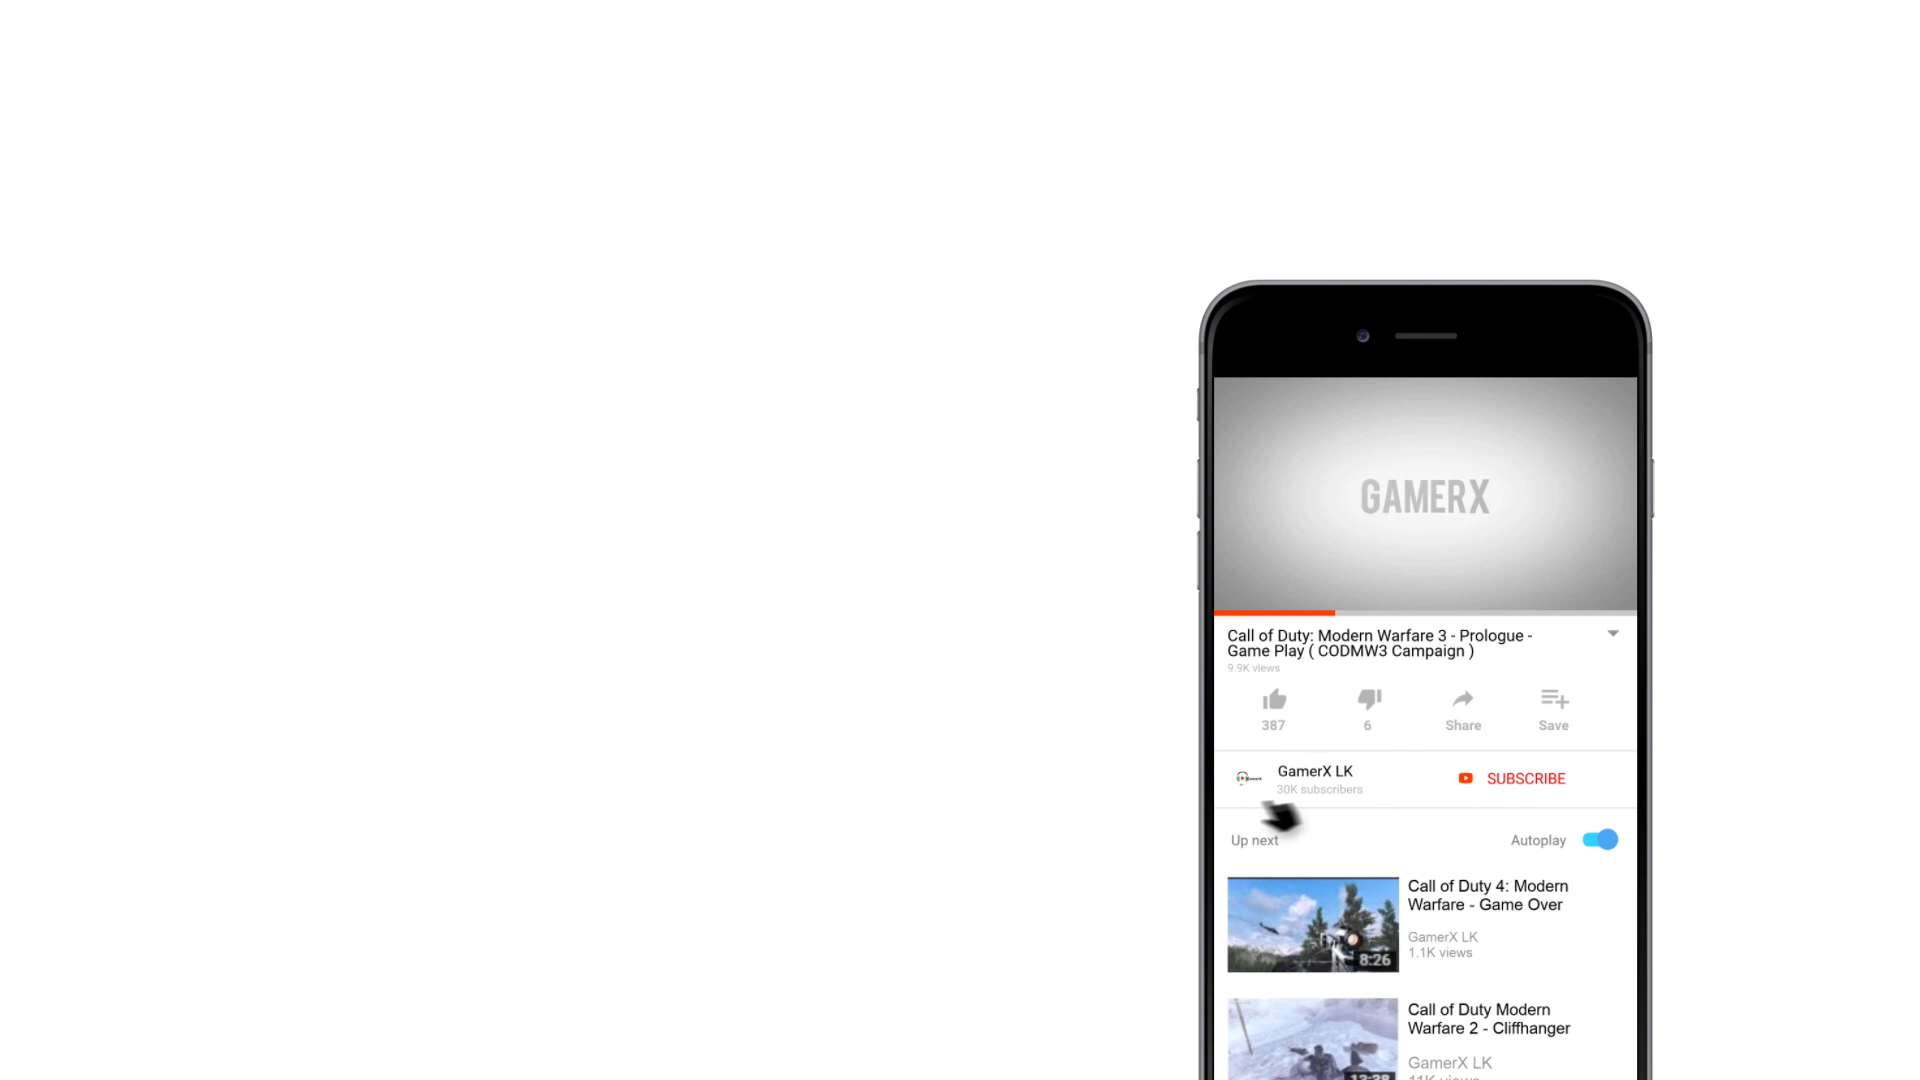 GAMERX
Call of Duty: Modern Warfare 3 - Prologue -
Game Play ( CODMW3 Campaign )
9.9K views
387
6
Share
Save
GamerX LK
30K subscribers
SUBSCRIBE
Up next
Autoplay
8:26
Call of Duty 4: Modern
Warfare - Game Over
GamerX LK
1.1K views
Call of Duty Modern
Warfare 2 - Cliffhanger
GamerX LK
11K views